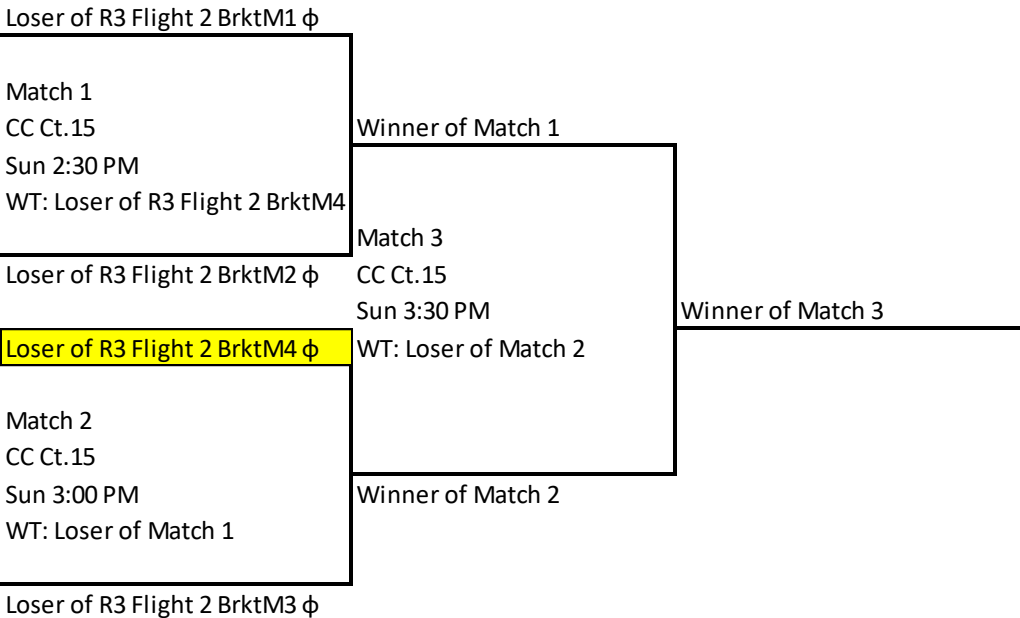 Loser of R3 Flight 2 BrktM1 φ
Match 1
CC Ct.15
Sun 2:30 PM
WT: Loser of R3 Flight 2 BrktM4
Loser of R3 Flight 2 BrktM2 φ
Winner of Match 1
Match 3
CC Ct.15
Sun 3:30 PM
WT: Loser of Match 2
Winner of Match 3
Loser of R3 Flight 2 BrktM4 φ
Match 2
CC Ct.15
Sun 3:00 PM
WT: Loser of Match 1
Winner of Match 2
Loser of R3 Flight 2 BrktM3 φ